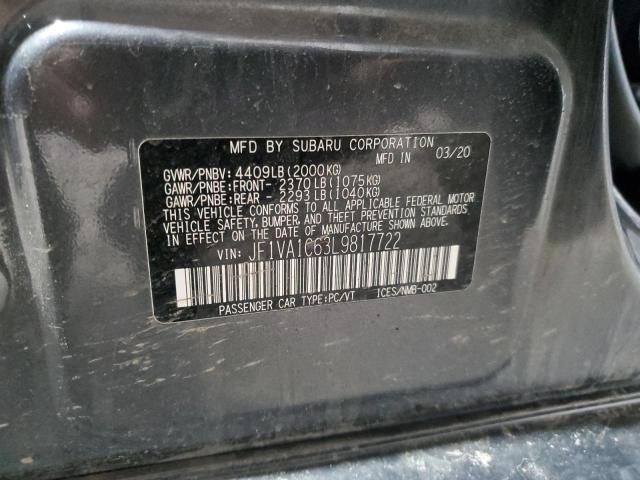 MFD BY SUBARU CORPORATION
MFD IN 03/20
GVWR/PNBV: 4409LB(2000KG)
GAWR/PNBE:FRONT- 2370LB(1075KG)
GAWR/PNBE:REAR - 2293LB(1040KG)
THIS VEHICLE CONFORMS TO ALL APPLICABLE FEDERAL MOTOR
VEHICLE SAFETY, BUMPER AND THEFT PREVENTION STANDARDS
IN EFFECT ON THE DATE OF MANUFACTURE SHOWN ABOVE.
VIN: JF1VA1C63L9817722
PASSENGER CAR TYPE:PC/VT ICES/NMB-002